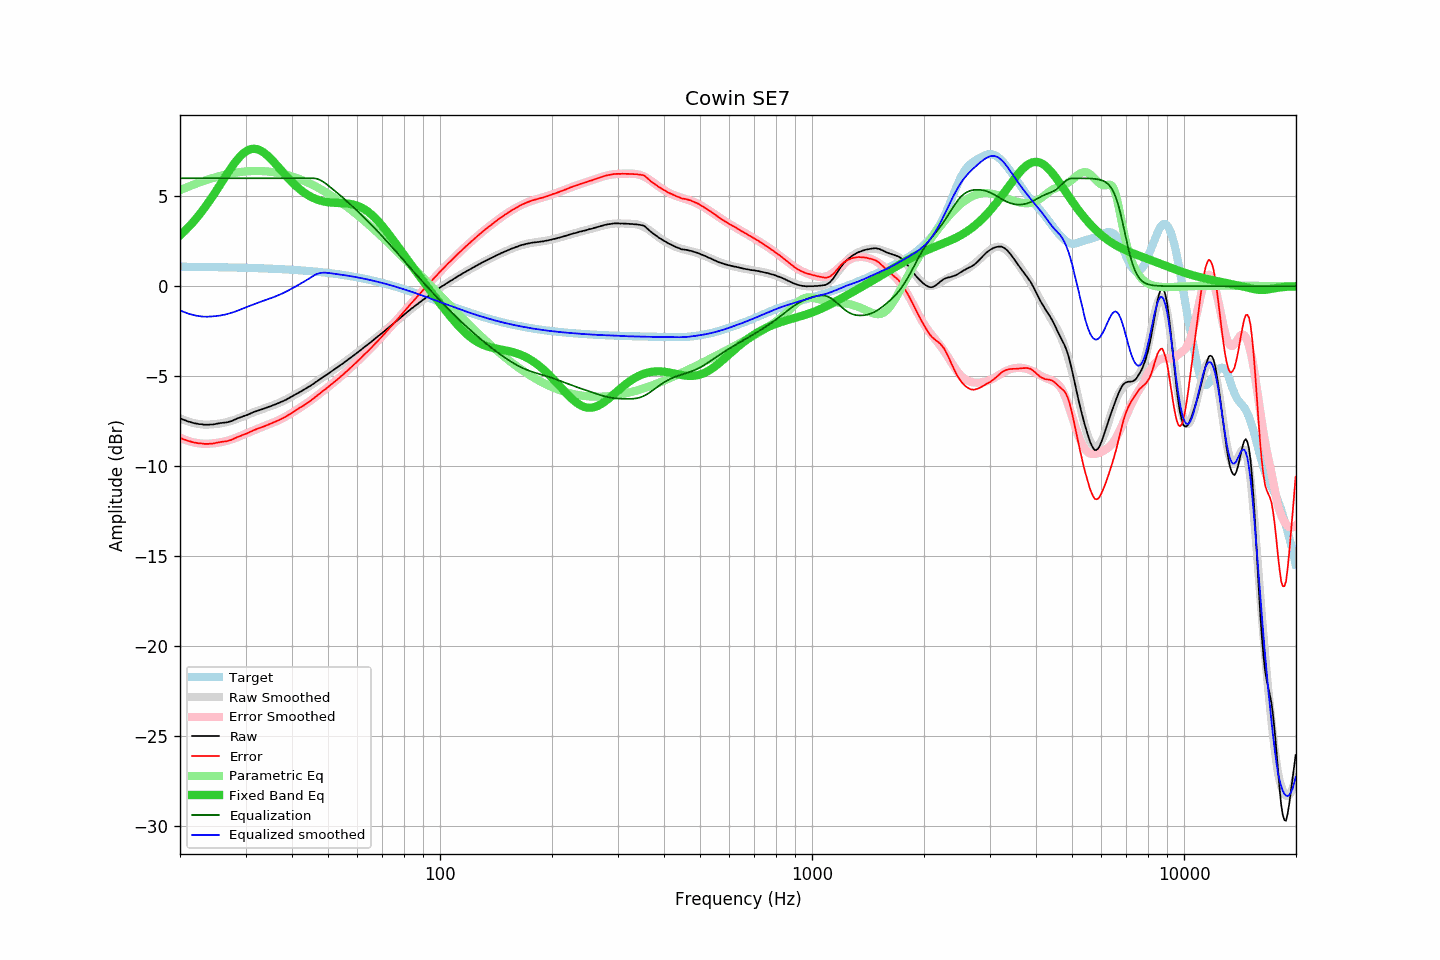 Cowin SE7
5
0
−5
−10
−15
−20
−25
−30
Amplitude (dBr)
Target
Raw Smoothed
Error Smoothed
Raw
Error
Parametric Eq
Fixed Band Eq
Equalization
Equalized smoothed
100
1000
10000
Frequency (Hz)